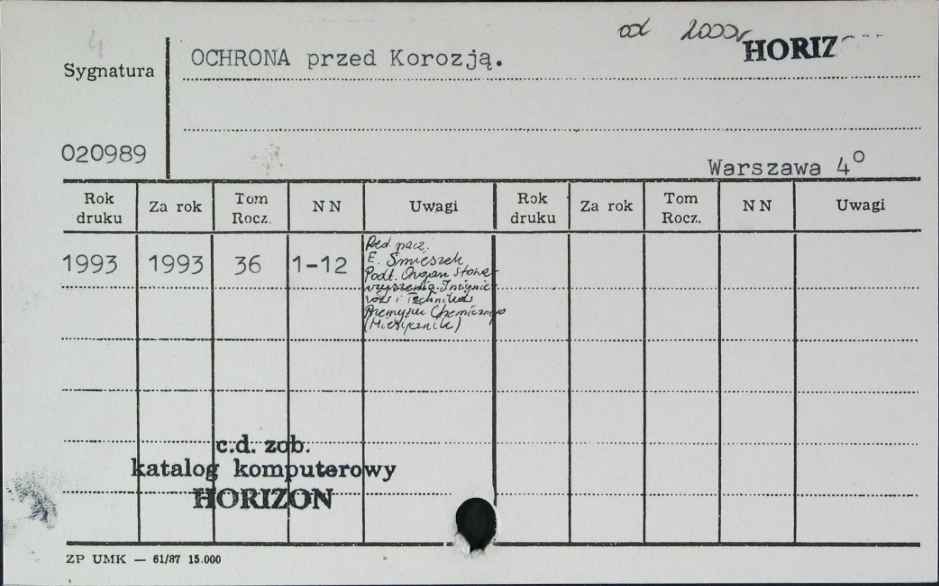 4
od 2000r
HORIZ
Sygnatura
OCHRONA przed Korozją.
020989
Warszawa 4°
Rok druku Za rok Tom Rocz. NN Uwagi Rok druku Za rok Tom Rocz. NN Uwagi
1993 1993 36 1-12
Red nacz.
E. Śmieszek
Podt. Organ Stowa-
rzyszenia Inżynie-
rów i Techników
Przemysłu Chemicznego
(Miesięcznik)
c.d. zob.
katalog komputerowy
HORIZON
ZP UMK — 61/87 15.000